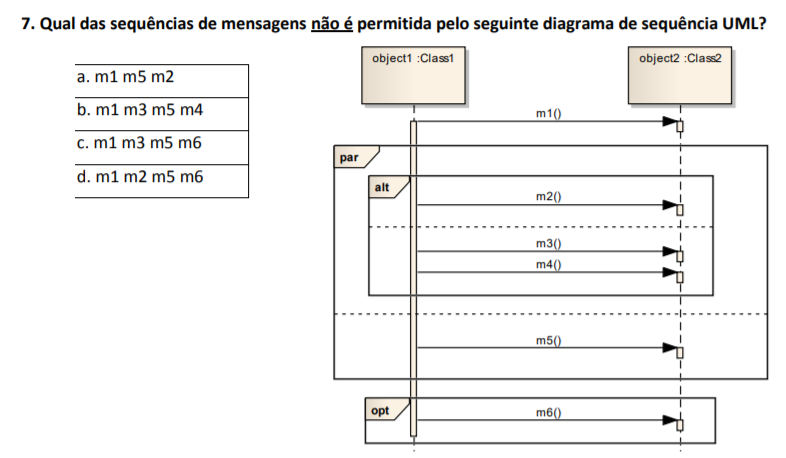 7. Qual das sequências de mensagens não é permitida pelo seguinte diagrama de sequência UML?
a. m1 m5 m2
b. m1 m3 m5 m4
c. m1 m3 m5 m6
d. m1 m2 m5 m6
object1 :Class1
object2 :Class2
m1()
par
alt
m2()
m3()
m4()
m5()
opt
m6()